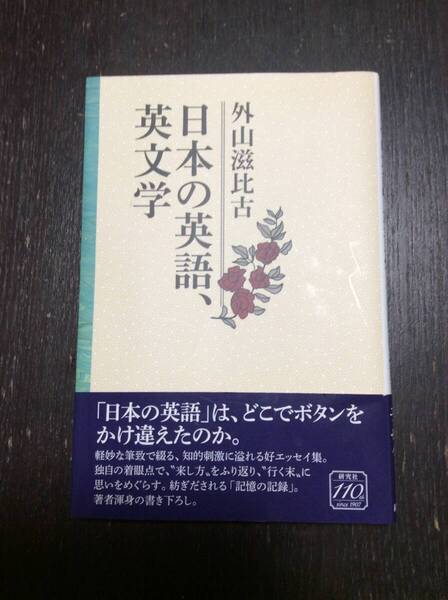 外山滋比古
日本の英語、
英文学
「日本の英語」は、どこでボタンを
かけ違えたのか。
軽妙な筆致で綴る、知的刺激に溢れる好エッセイ集。
独自の着眼点で、〝来し方〟をふり返り、〝行く末〟に
思いをめぐらす。紡ぎだされる「記憶の記録」。
著者渾身の書き下ろし。
研究社
110
since 1907